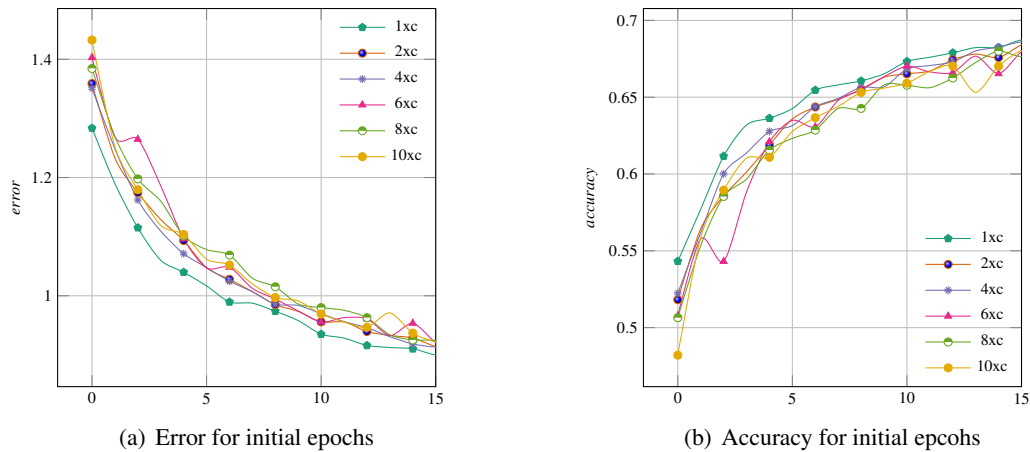 1.4
1.2
1
error
0
5
10
15
1xc
2xc
4xc
6xc
8xc
10xc
(a) Error for initial epochs
0.7
0.65
0.6
0.55
0.5
accuracy
0
5
10
15
1xc
2xc
4xc
6xc
8xc
10xc
(b) Accuracy for initial epcohs